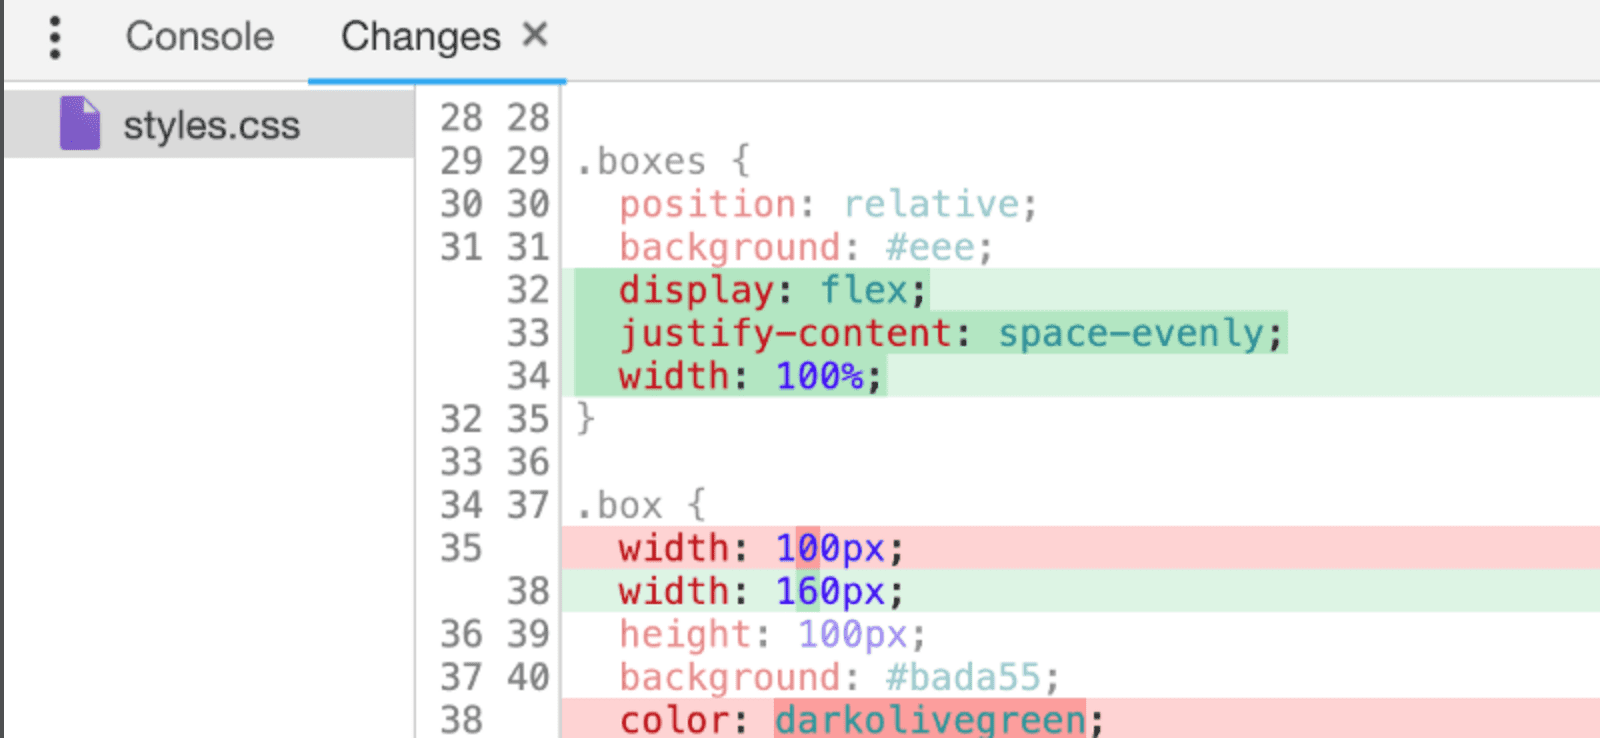 Console Changes ×
styles.css
28 28
29 29 .boxes {
30 30 position: relative;
31 31 background: #eee;
32 display: flex;
33 justify-content: space-evenly;
34 width: 100%;
32 35 }
33 36
34 37 .box {
35 width: 100px;
38 width: 160px;
36 39 height: 100px;
37 40 background: #bada55;
38 color: darkolivegreen;